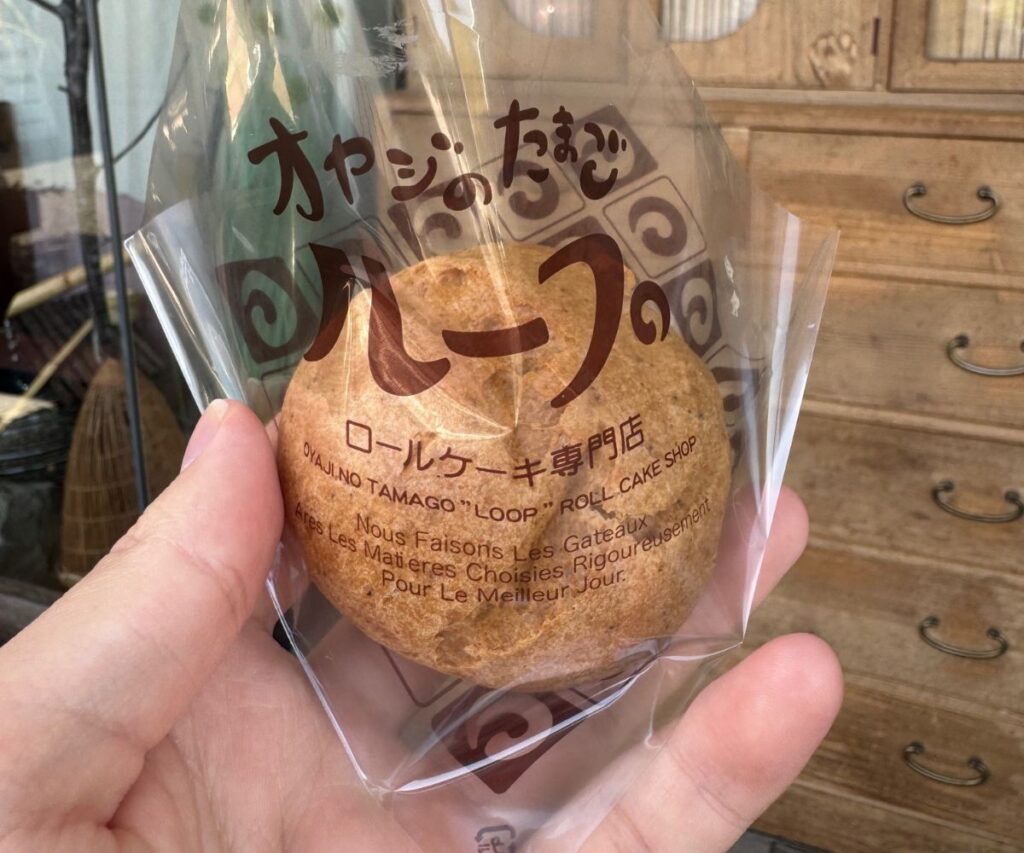 オヤジのたまご
ループ
ロールケーキ専門店
OYAJI.NO TAMAGO ” LOOP ” ROLL CAKE SHOP
Nous Faisons Les Gateaux
Les Matieres Choisies Rigoureusement
Pour Le Meilleur Jour.